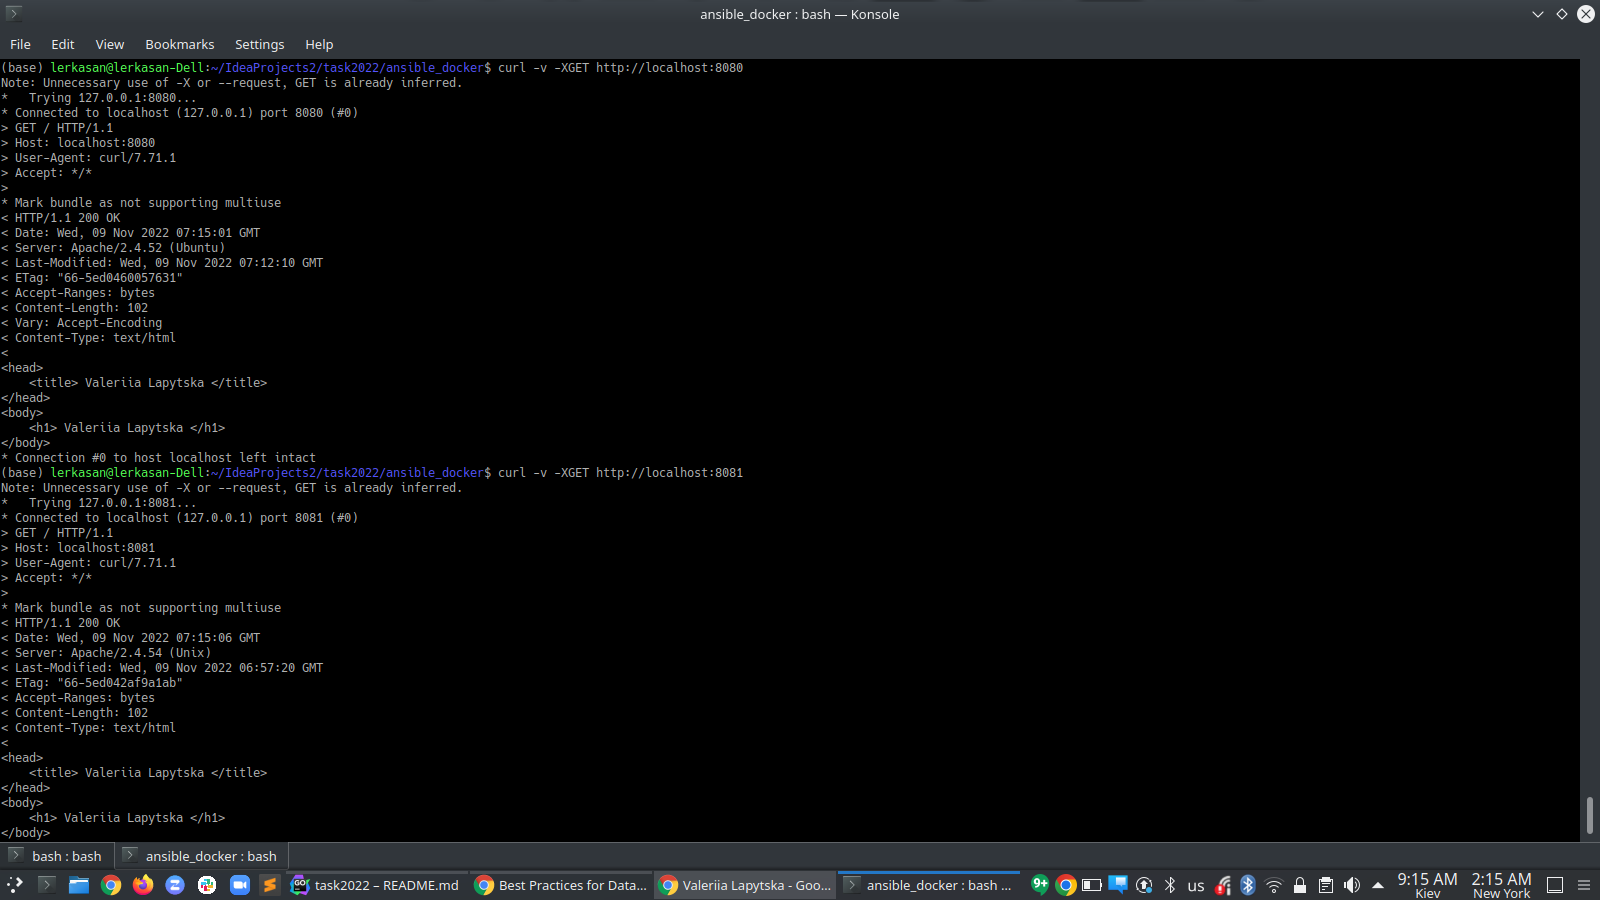 ansible_docker : bash — Konsole
File Edit View Bookmarks Settings Help
(base) lerkasan@lerkasan-Dell:~/IdeaProjects2/task2022/ansible_docker$ curl -v -XGET http://localhost:8080
Note: Unnecessary use of -X or --request, GET is already inferred.
*   Trying 127.0.0.1:8080...
* Connected to localhost (127.0.0.1) port 8080 (#0)
> GET / HTTP/1.1
> Host: localhost:8080
> User-Agent: curl/7.71.1
> Accept: */*
>
* Mark bundle as not supporting multiuse
< HTTP/1.1 200 OK
< Date: Wed, 09 Nov 2022 07:15:01 GMT
< Server: Apache/2.4.52 (Ubuntu)
< Last-Modified: Wed, 09 Nov 2022 07:12:10 GMT
< ETag: "66-5ed0460057631"
< Accept-Ranges: bytes
< Content-Length: 102
< Vary: Accept-Encoding
< Content-Type: text/html
<
<head>
    <title> Valeriia Lapytska </title>
</head>
<body>
    <h1> Valeriia Lapytska </h1>
</body>
* Connection #0 to host localhost left intact
(base) lerkasan@lerkasan-Dell:~/IdeaProjects2/task2022/ansible_docker$ curl -v -XGET http://localhost:8081
Note: Unnecessary use of -X or --request, GET is already inferred.
*   Trying 127.0.0.1:8081...
* Connected to localhost (127.0.0.1) port 8081 (#0)
> GET / HTTP/1.1
> Host: localhost:8081
> User-Agent: curl/7.71.1
> Accept: */*
>
* Mark bundle as not supporting multiuse
< HTTP/1.1 200 OK
< Date: Wed, 09 Nov 2022 07:15:06 GMT
< Server: Apache/2.4.54 (Unix)
< Last-Modified: Wed, 09 Nov 2022 06:57:20 GMT
< ETag: "66-5ed042af9a1ab"
< Accept-Ranges: bytes
< Content-Length: 102
< Content-Type: text/html
<
<head>
    <title> Valeriia Lapytska </title>
</head>
<body>
    <h1> Valeriia Lapytska </h1>
</body>
bash : bash ansible_docker : bash
task2022 – README.md Best Practices for Data... Valeriia Lapytska - Goo... ansible_docker : bash ... 9+ us 9:15 AM 2:15 AM
Kiev New York